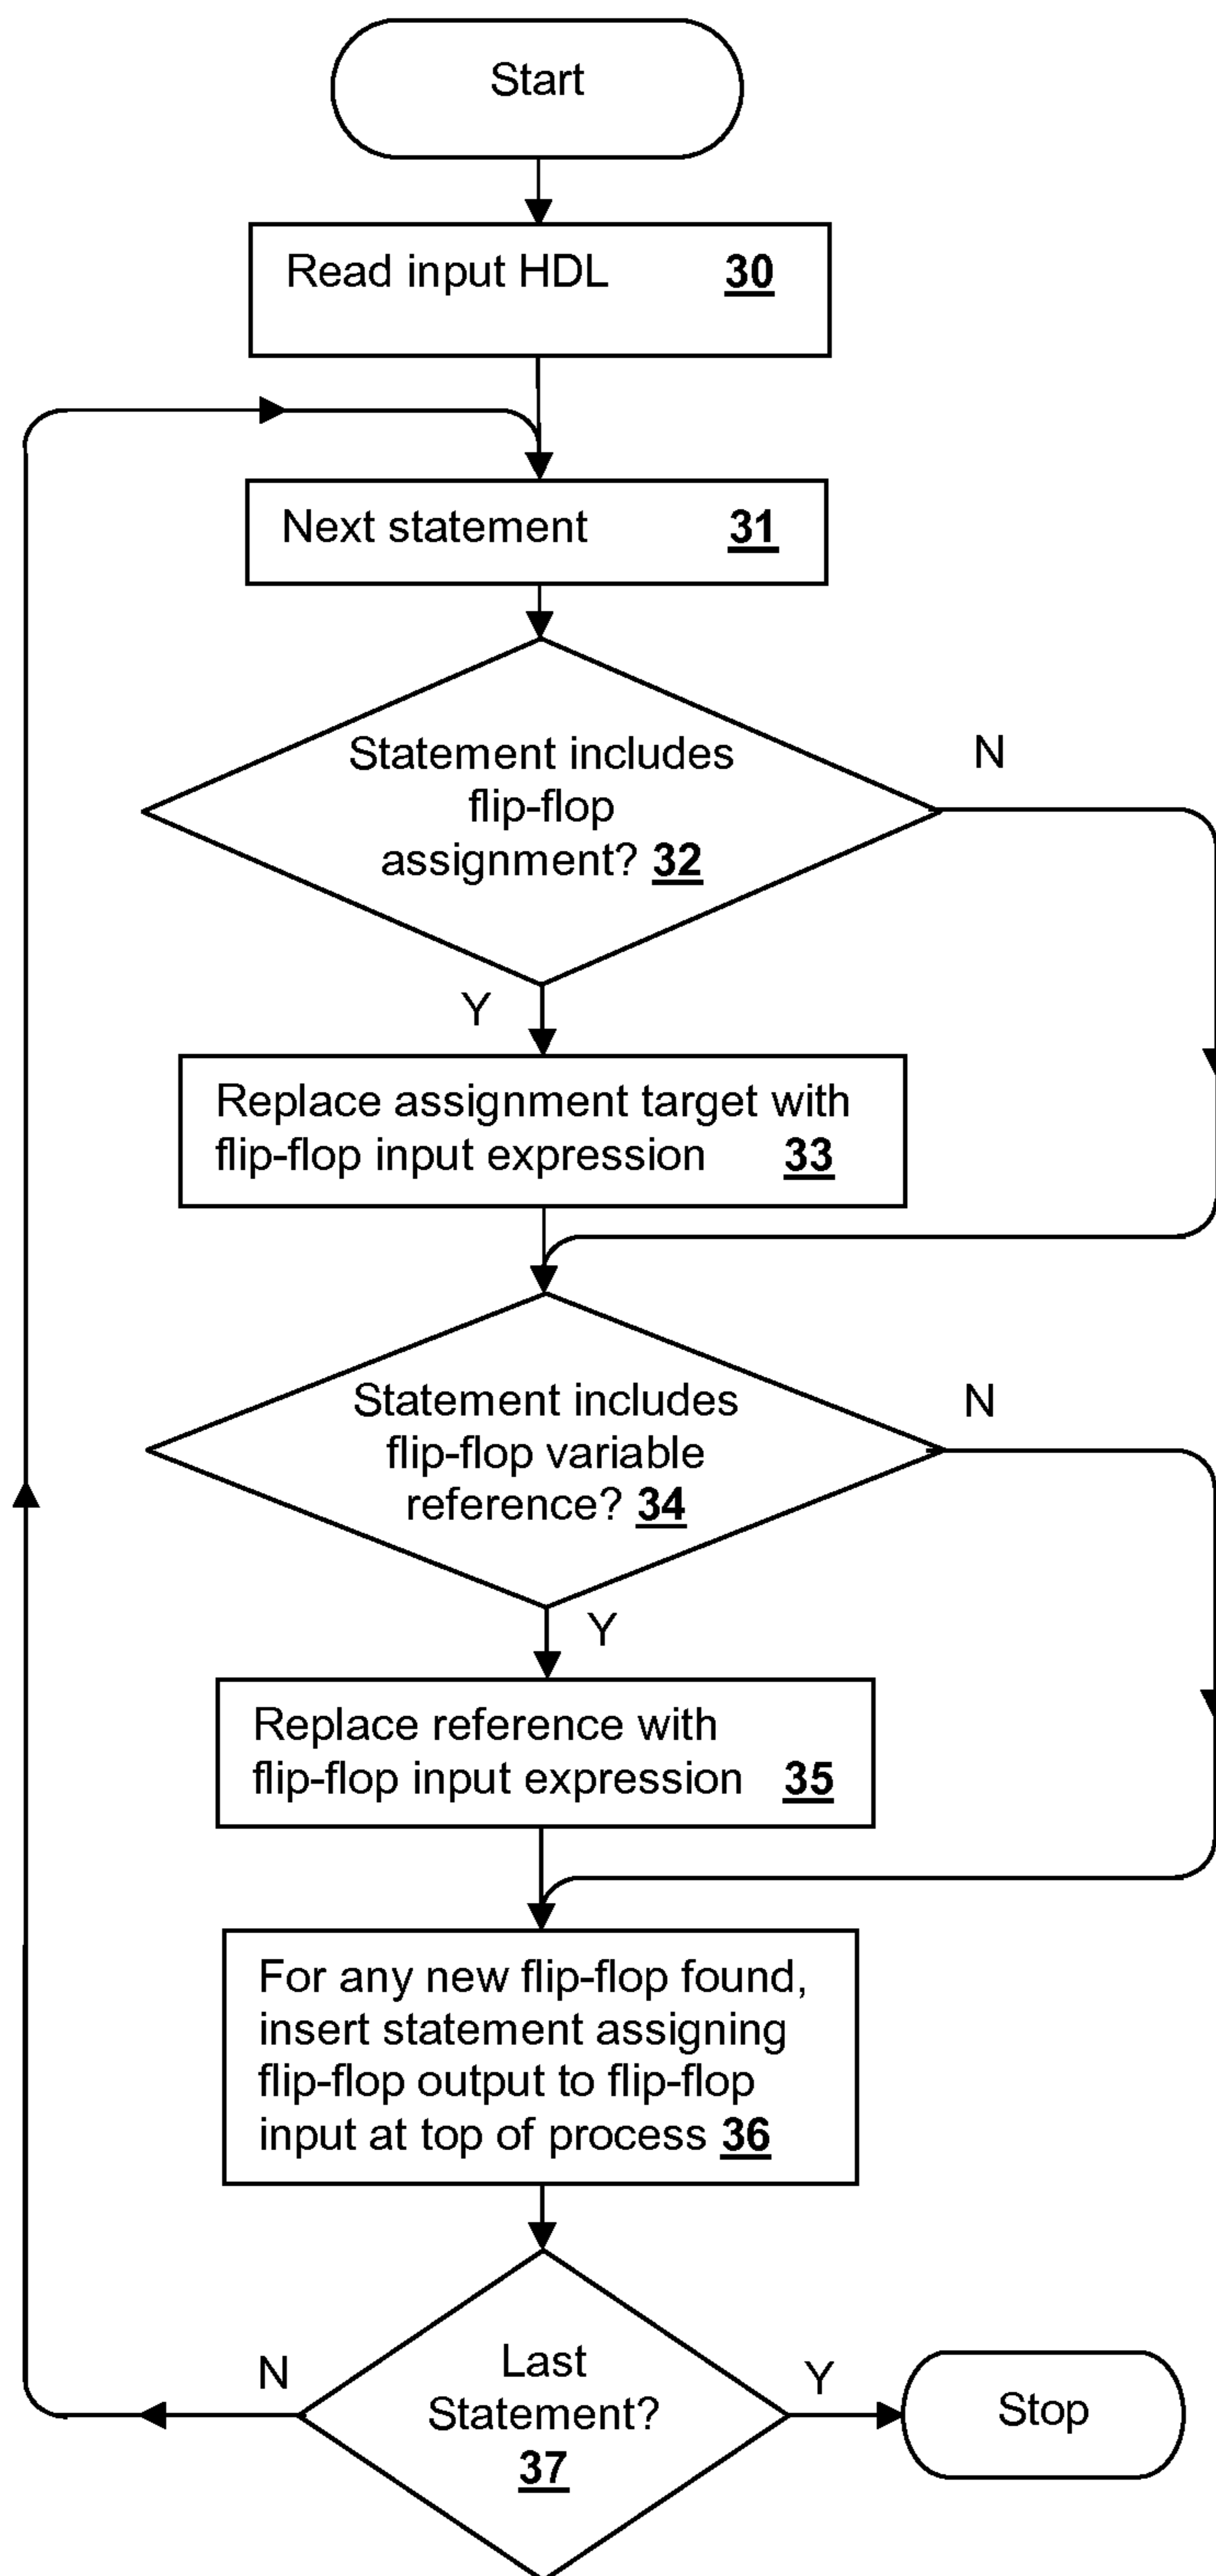 Start
Read input HDL 30
Next statement 31
Statement includes
flip-flop
assignment? 32
N
Y
Replace assignment target with
flip-flop input expression 33
Statement includes
flip-flop variable
reference? 34
N
Y
Replace reference with
flip-flop input expression 35
For any new flip-flop found,
insert statement assigning
flip-flop output to flip-flop
input at top of process 36
N
Last
Statement?
37
Y
Stop